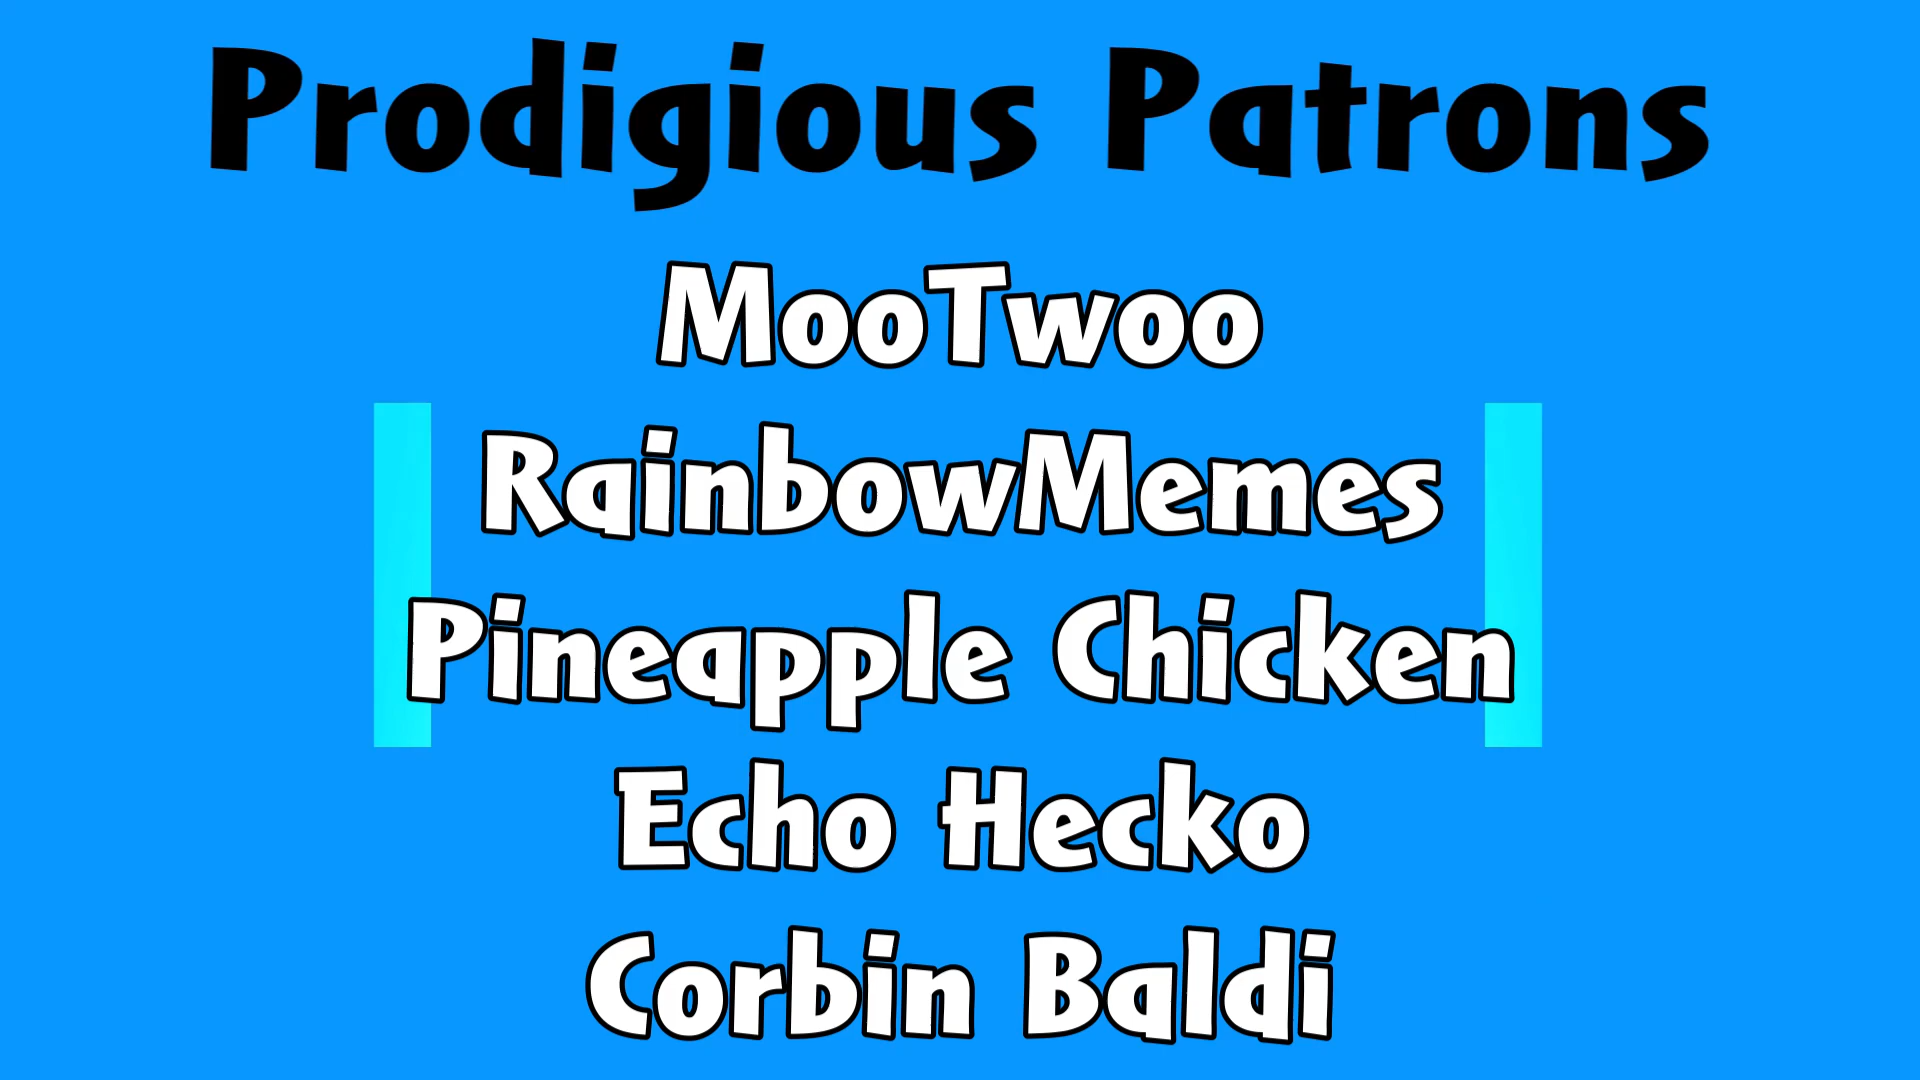 Prodigious Patrons
MooTwoo
RainbowMemes
Pineapple Chicken
Echo Hecko
Corbin Baldi